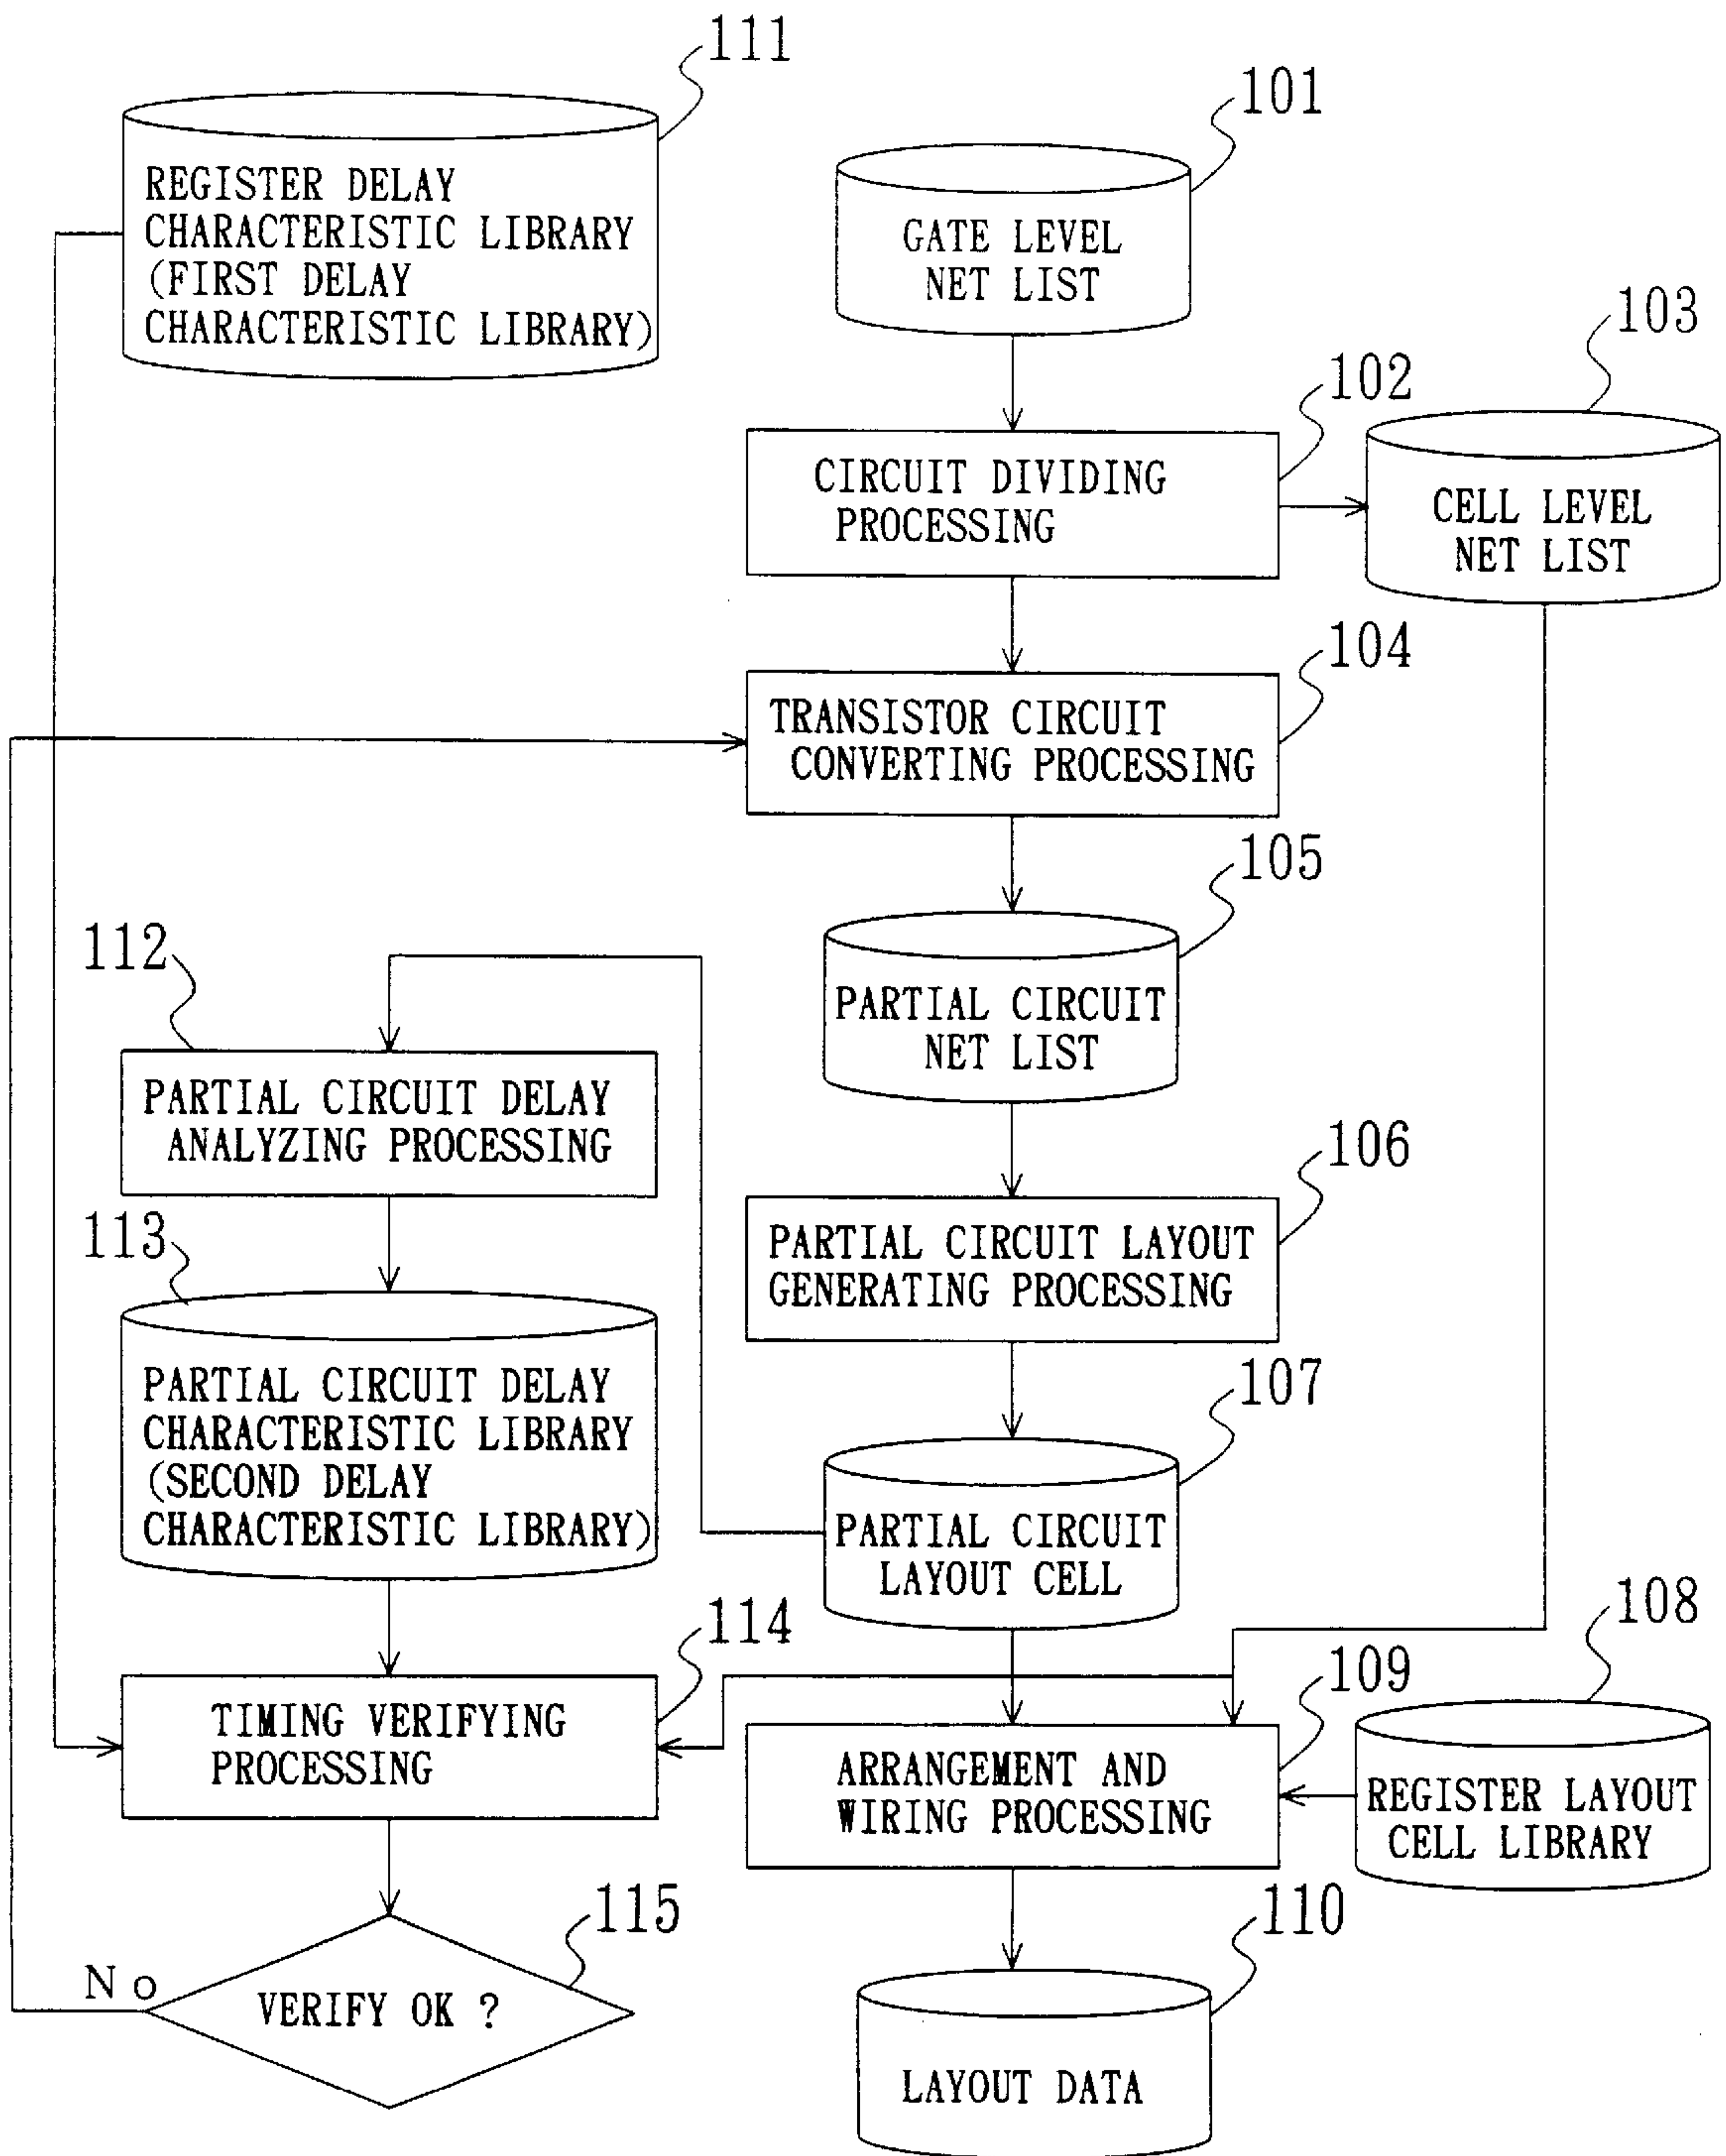 111
REGISTER DELAY
CHARACTERISTIC LIBRARY
(FIRST DELAY
CHARACTERISTIC LIBRARY)
101
GATE LEVEL
NET LIST
102
CIRCUIT DIVIDING
PROCESSING
103
CELL LEVEL
NET LIST
104
TRANSISTOR CIRCUIT
CONVERTING PROCESSING
105
PARTIAL CIRCUIT
NET LIST
112
PARTIAL CIRCUIT DELAY
ANALYZING PROCESSING
106
PARTIAL CIRCUIT LAYOUT
GENERATING PROCESSING
113
PARTIAL CIRCUIT DELAY
CHARACTERISTIC LIBRARY
(SECOND DELAY
CHARACTERISTIC LIBRARY)
107
PARTIAL CIRCUIT
LAYOUT CELL
114
TIMING VERIFYING
PROCESSING
109
ARRANGEMENT AND
WIRING PROCESSING
108
REGISTER LAYOUT
CELL LIBRARY
115
No
VERIFY OK ?
110
LAYOUT DATA